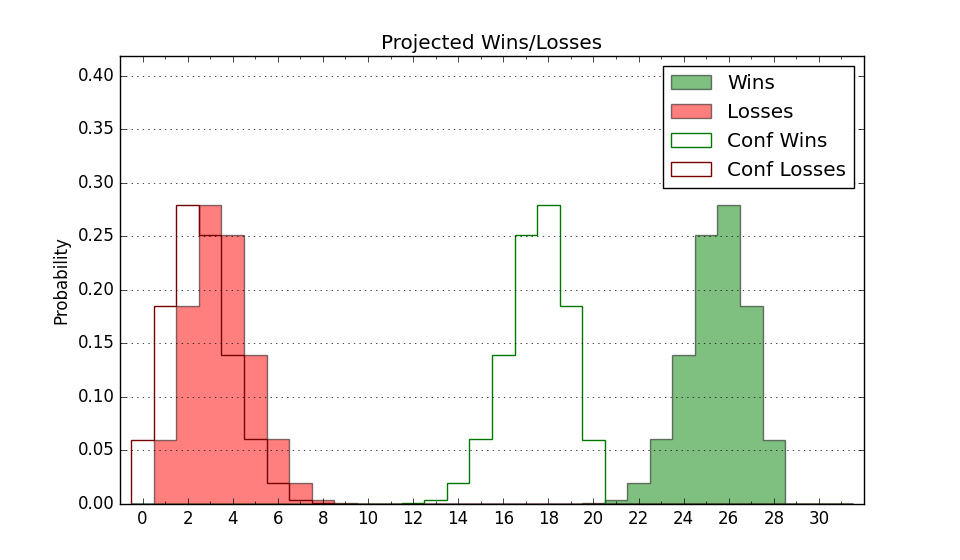 Projected Wins/Losses
Probability
0.40
0.35
0.30
0.25
0.20
0.15
0.10
0.05
0.00
0 2 4 6 8 10 12 14 16 18 20 22 24 26 28 30
Wins
Losses
Conf Wins
Conf Losses